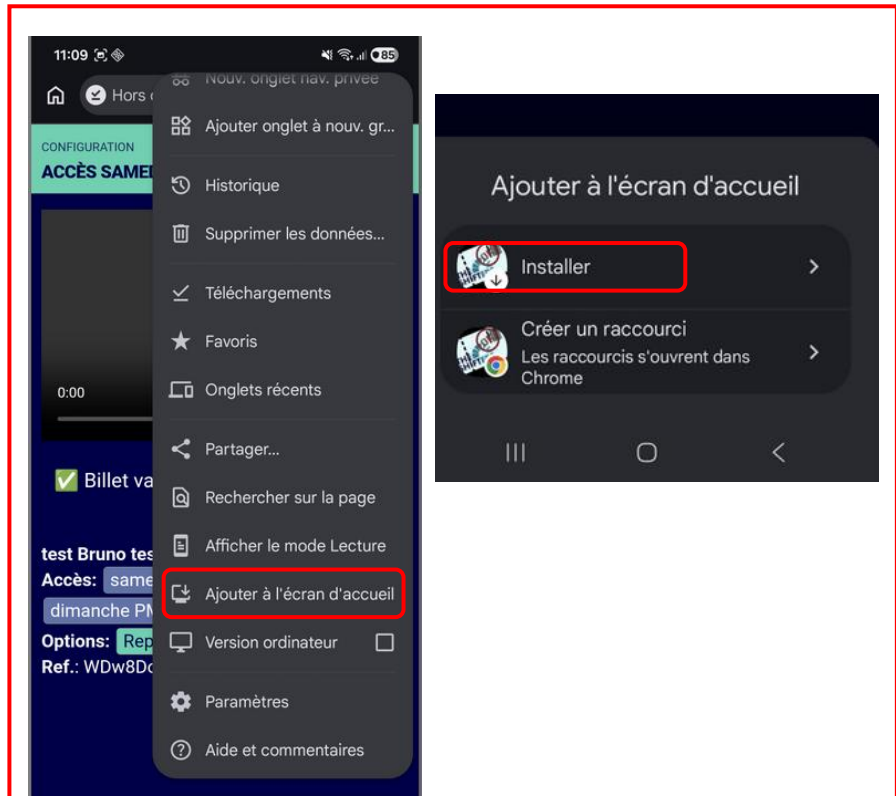 11:09
85
Nouv. onglet nav. privée
Hors
Ajouter onglet à nouv. gr...
CONFIGURATION
ACCÈS SAMED
Historique
Supprimer les données...
Téléchargements
Favoris
0:00
Onglets récents
Partager...
✅ Billet va
Rechercher sur la page
Afficher le mode Lecture
test Bruno tes
Accès: same
Ajouter à l'écran d'accueil
dimanche PM
Options: Rep
Version ordinateur
Ref.: WDw8Dc
Paramètres
Aide et commentaires
Ajouter à l'écran d'accueil
Installer
Créer un raccourci
Les raccourcis s'ouvrent dans
Chrome